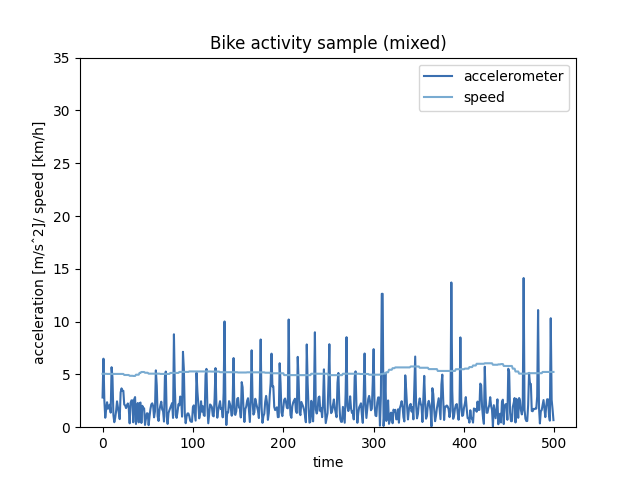 Bike activity sample (mixed)
acceleration [m/sˆ2]/ speed [km/h]
35
30
25
20
15
10
5
0
accelerometer
speed
0 100 200 300 400 500
time